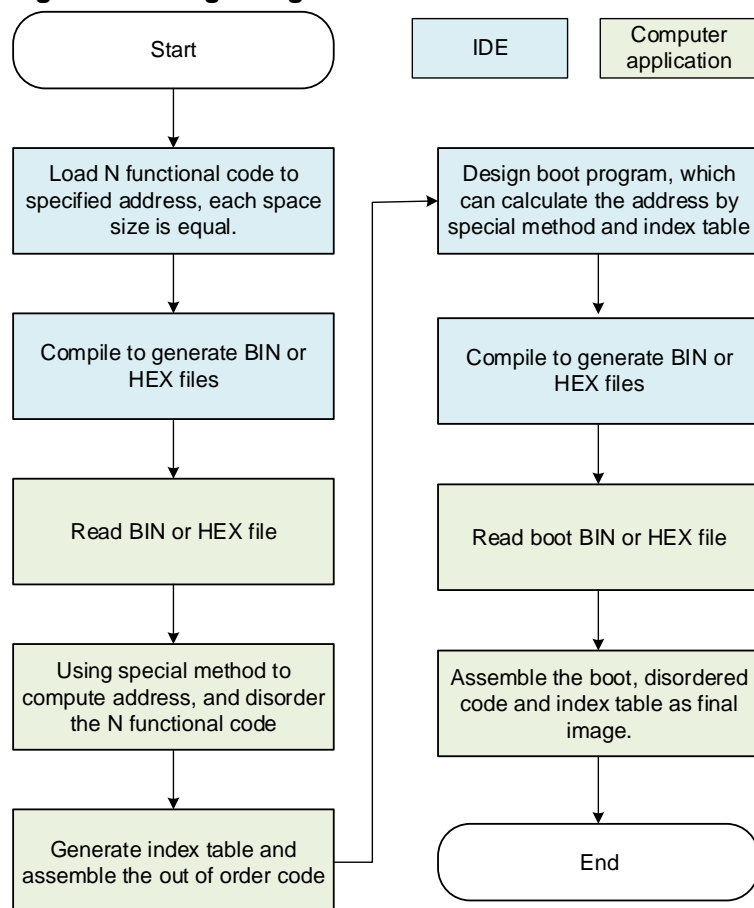 Start
IDE
Computer
application
Load N functional code to
specified address, each space
size is equal.
Compile to generate BIN or
HEX files
Read BIN or HEX file
Using special method to
compute address, and disorder
the N functional code
Generate index table and
assemble the out of order code
Design boot program, which
can calculate the address by
special method and index table
Compile to generate BIN or
HEX files
Read boot BIN or HEX file
Assemble the boot, disordered
code and index table as final
image.
End